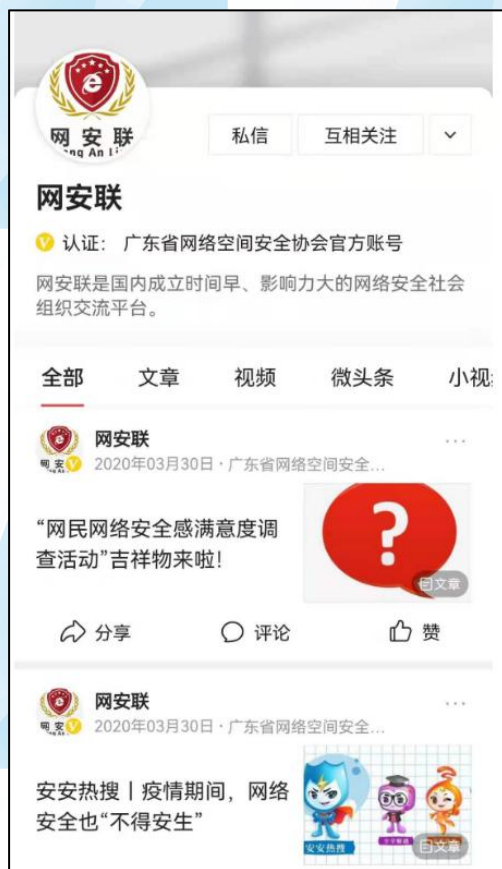 网安联
私信
互相关注
网安联
认证： 广东省网络空间安全协会官方账号
网安联是国内成立时间早、影响力大的网络安全社会
组织交流平台。
全部
文章
视频
微头条
小视
网安联
2020年03月30日·广东省网络空间安全...
“网民网络安全感满意度调
查活动”吉祥物来啦！
?
文章
分享
评论
赞
网安联
2020年03月30日·广东省网络空间安全...
安安热搜丨疫情期间，网络
安全也“不得安生”
安安热搜
文章